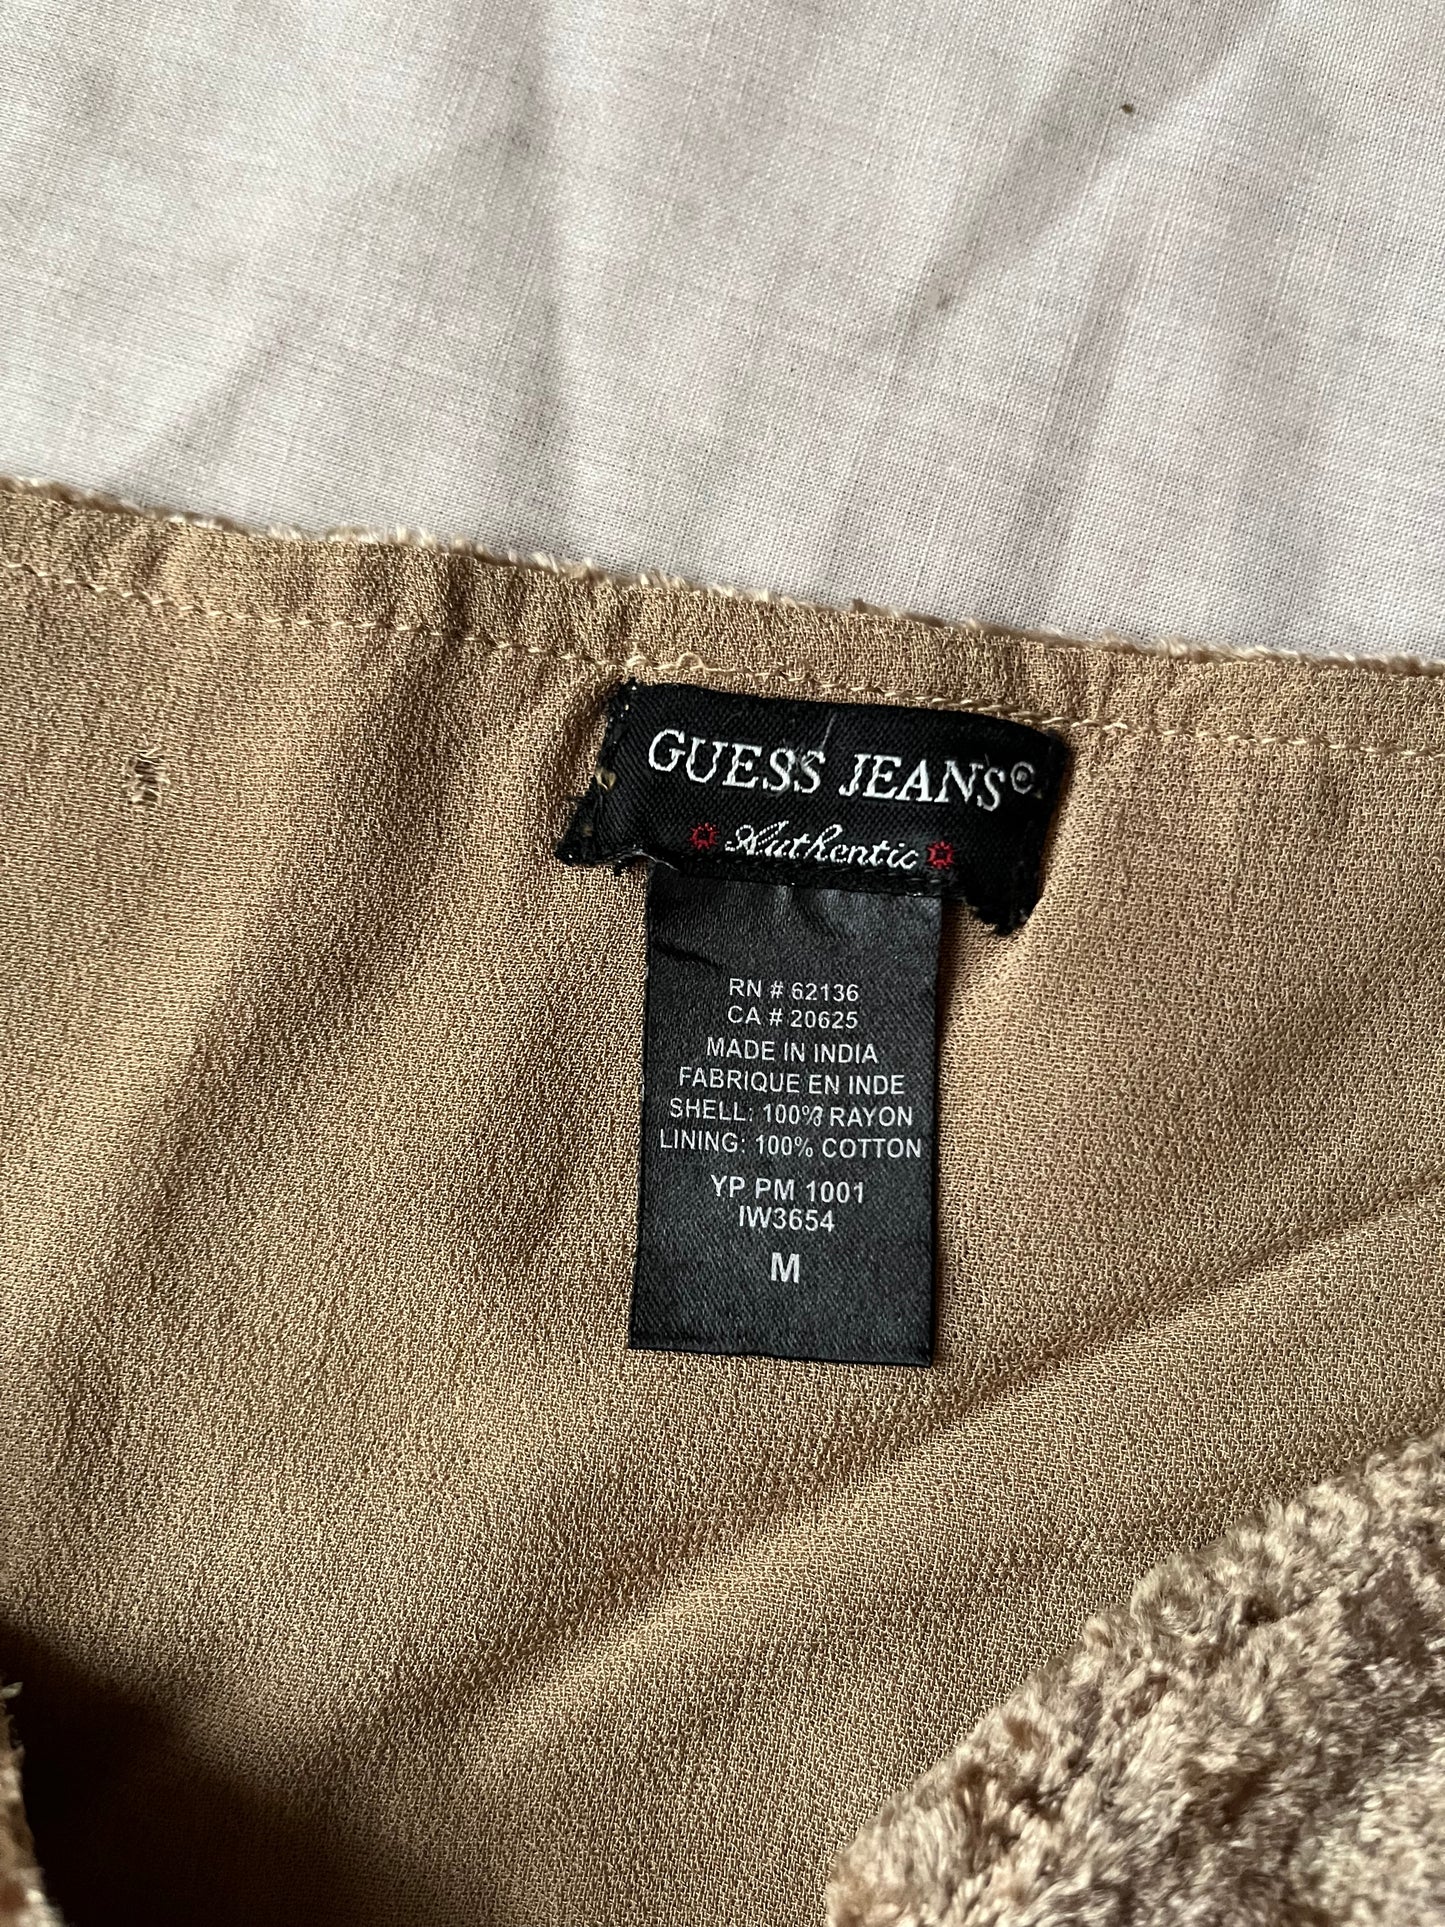 GUESS JEANS®
Authentic
RN # 62136
CA # 20625
MADE IN INDIA
FABRIQUE EN INDE
SHELL: 100% RAYON
LINING: 100% COTTON
YP PM 1001
IW3654
M